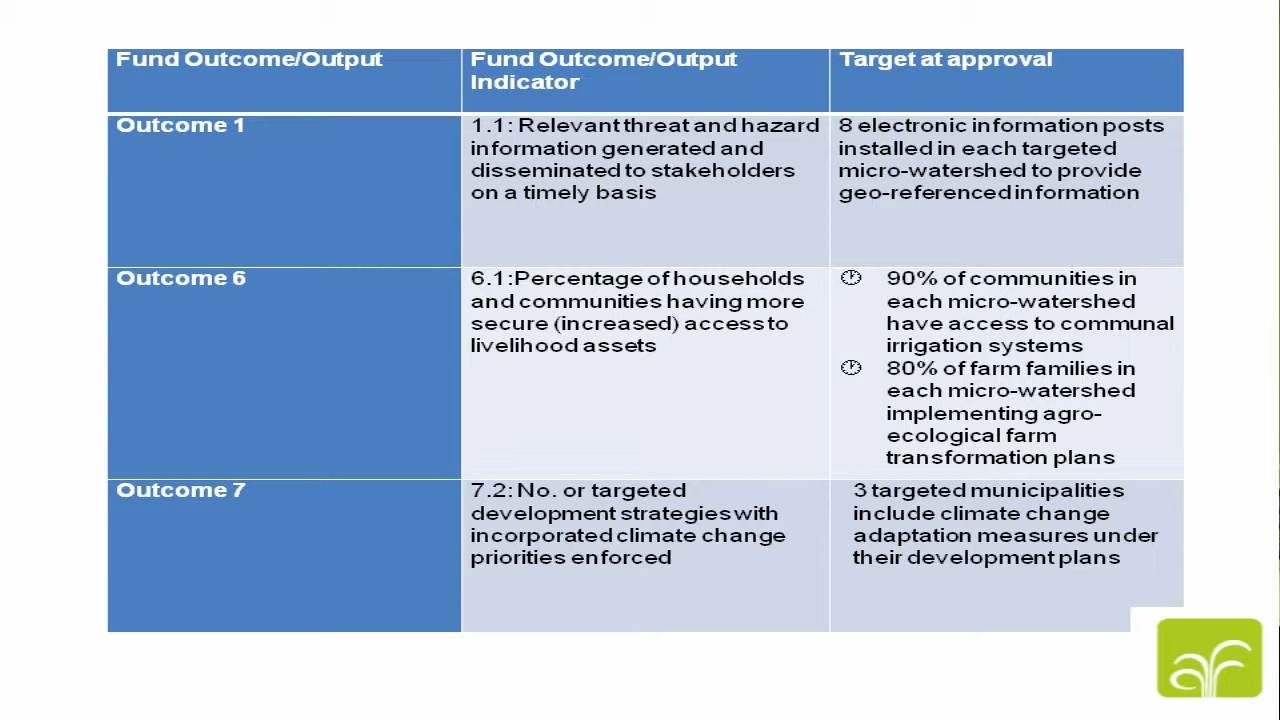 Fund Outcome/Output
Fund Outcome/Output
Indicator
Target at approval
Outcome 1
1.1: Relevant threat and hazard
information generated and
disseminated to stakeholders
on a timely basis
8 electronic information posts
installed in each targeted
micro-watershed to provide
geo-referenced information
Outcome 6
6.1:Percentage of households
and communities having more
secure (increased) access to
livelihood assets
90% of communities in
each micro-watershed
have access to communal
irrigation systems
80% of farm families in
each micro-watershed
implementing agro-
ecological farm
transformation plans
Outcome 7
7.2: No. or targeted
development strategies with
incorporated climate change
priorities enforced
3 targeted municipalities
include climate change
adaptation measures under
their development plans
af